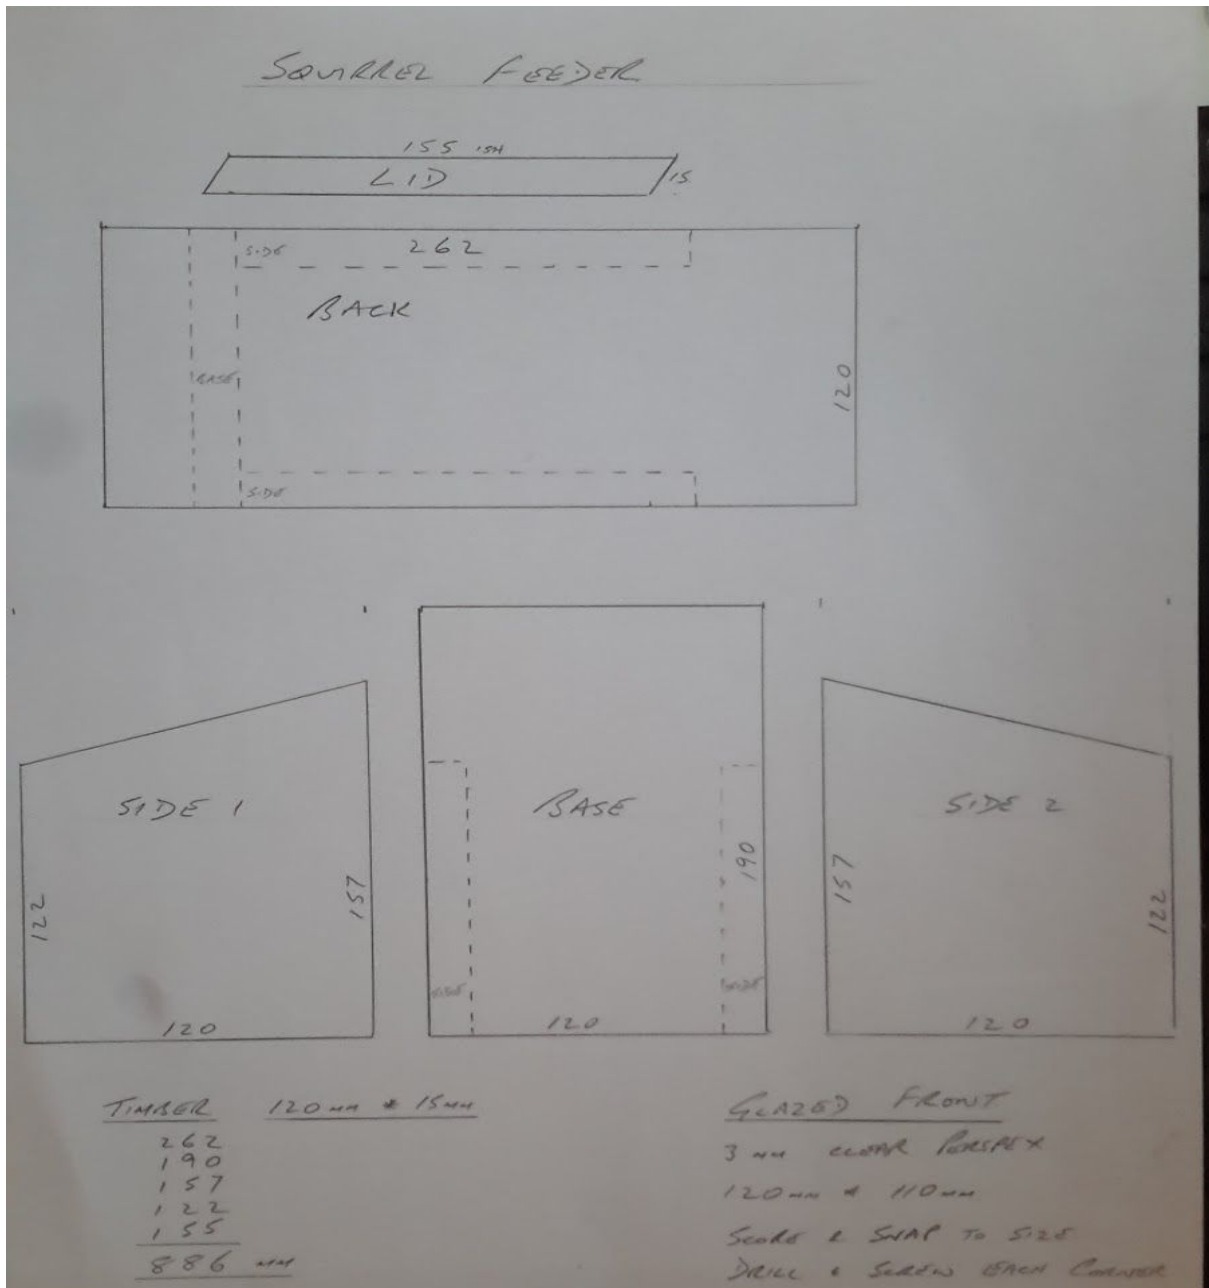 SQUIRREL FEEDER
155 ISH
LID
15
SIDE
262
BACK
BASE
120
SIDE
SIDE 1
122
157
120
BASE
190
SIDE
SIDE
120
SIDE 2
157
122
120
TIMBER 120mm * 15mm
262
190
157
122
155
886 mm
GLAZED FRONT
3 mm CLEAR PERSPEX
120mm * 110mm
SCORE & SNAP TO SIZE
DRILL & SCREW EACH CORNER